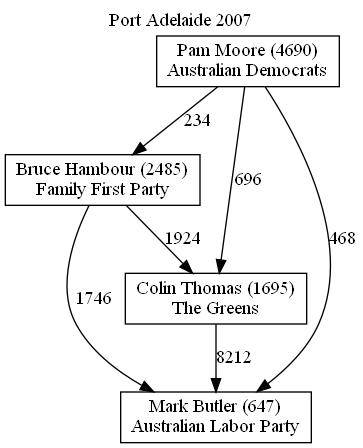 Port Adelaide 2007
Pam Moore (4690)
Australian Democrats
234
696
468
Bruce Hambour (2485)
Family First Party
1924
1746
Colin Thomas (1695)
The Greens
8212
Mark Butler (647)
Australian Labor Party